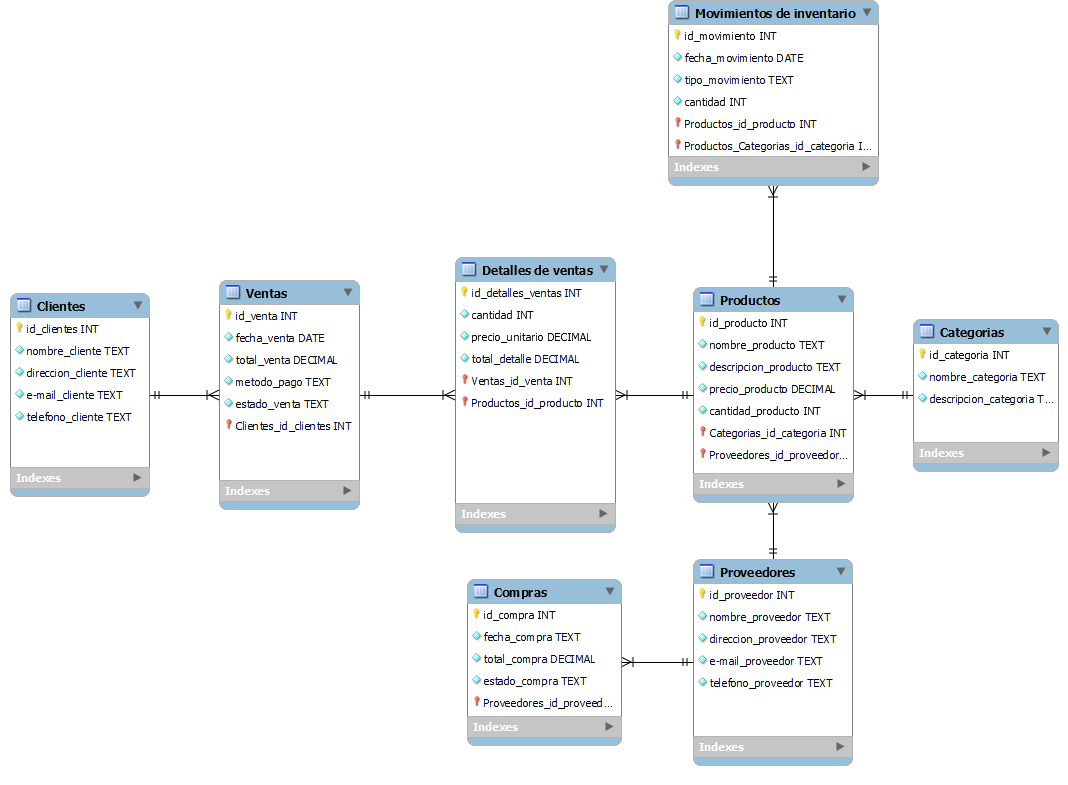 Movimientos de inventario
id_movimiento INT
fecha_movimiento DATE
tipo_movimiento TEXT
cantidad INT
Productos_id_producto INT
Productos_Categorias_id_categoria I...
Indexes
Clientes
id_clientes INT
nombre_cliente TEXT
direccion_cliente TEXT
e-mail_cliente TEXT
telefono_cliente TEXT
Indexes
Ventas
id_venta INT
fecha_venta DATE
total_venta DECIMAL
metodo_pago TEXT
estado_venta TEXT
Clientes_id_clientes INT
Indexes
Detalles de ventas
id_detalles_ventas INT
cantidad INT
precio_unitario DECIMAL
total_detalle DECIMAL
Ventas_id_venta INT
Productos_id_producto INT
Indexes
Productos
id_producto INT
nombre_producto TEXT
descripcion_producto TEXT
precio_producto DECIMAL
cantidad_producto INT
Categorias_id_categoria INT
Proveedores_id_proveedor...
Indexes
Categorias
id_categoria INT
nombre_categoria TEXT
descripcion_categoria T...
Indexes
Compras
id_compra INT
fecha_compra TEXT
total_compra DECIMAL
estado_compra TEXT
Proveedores_id_proveed...
Indexes
Proveedores
id_proveedor INT
nombre_proveedor TEXT
direccion_proveedor TEXT
e-mail_proveedor TEXT
telefono_proveedor TEXT
Indexes